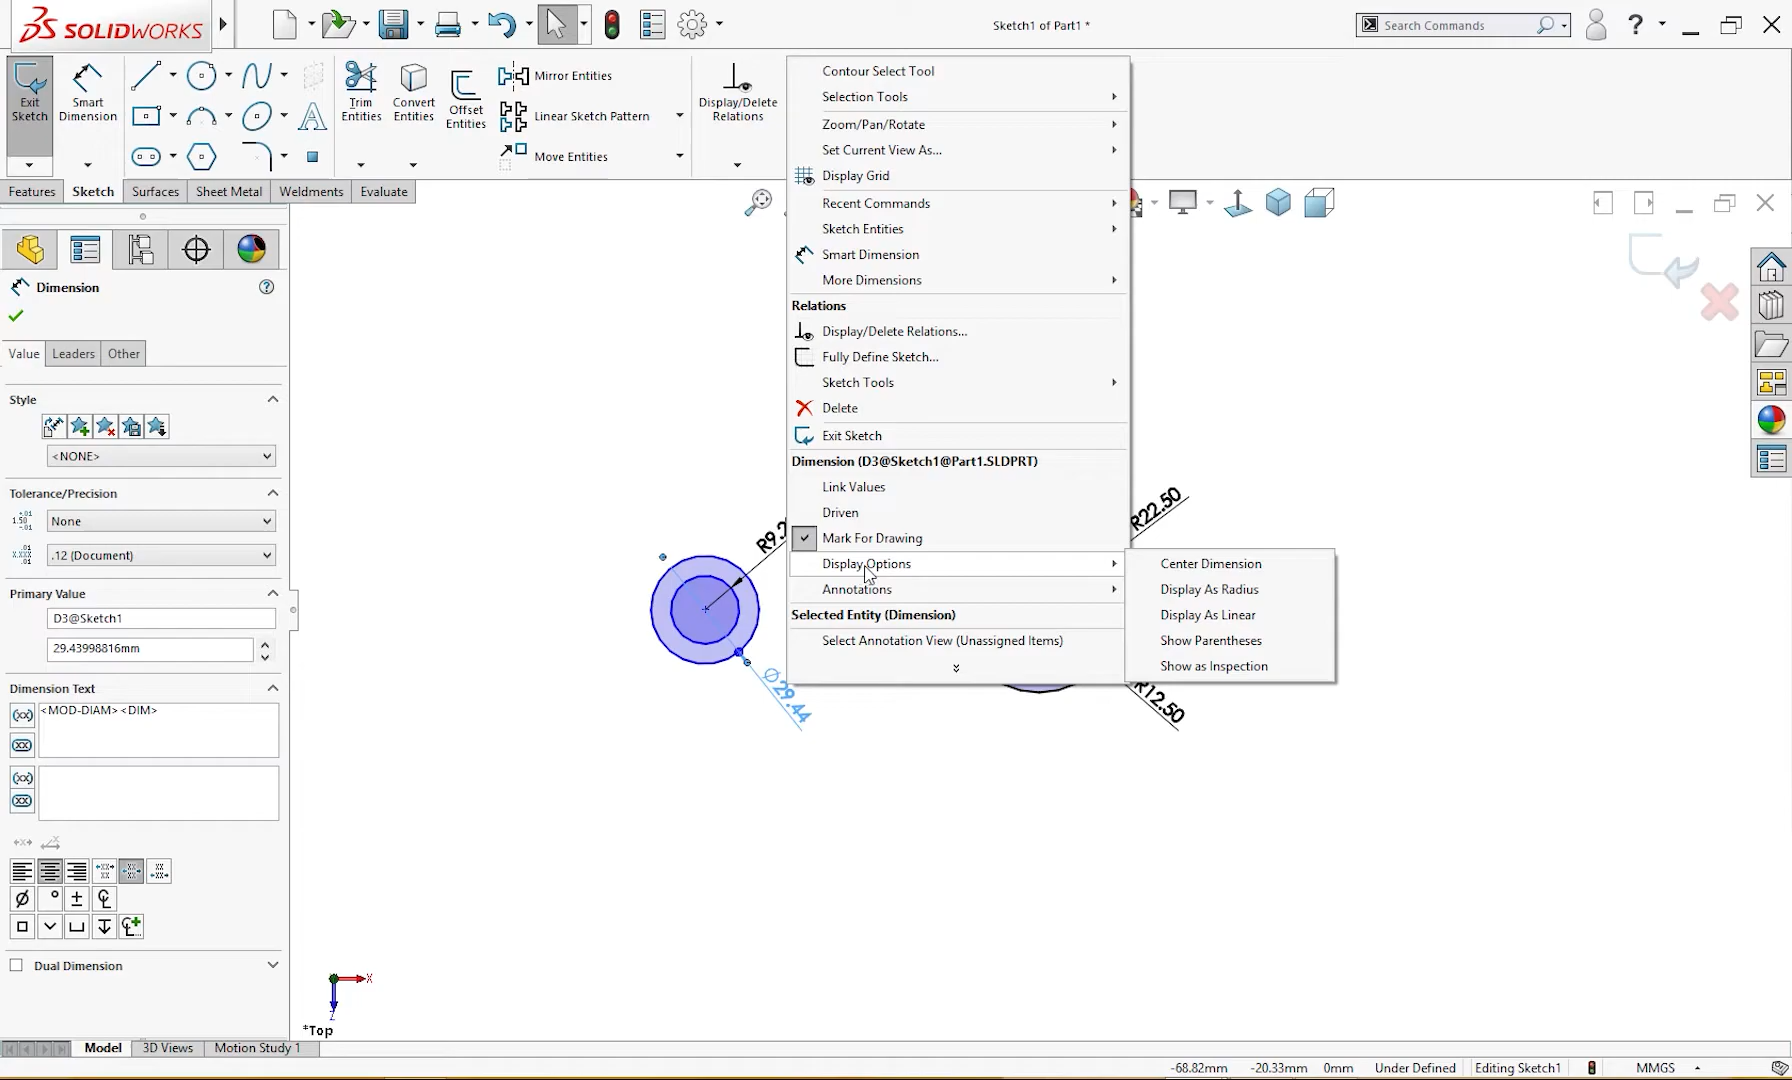 SOLIDWORKS
Sketch1 of Part1 *
Search Commands
?
Exit
Sketch
Smart
Dimension
Trim
Entities
Convert
Entities
Offset
Entities
Mirror Entities
Linear Sketch Pattern
Move Entities
Display/Delete
Relations
Features
Sketch
Surfaces
Sheet Metal
Weldments
Evaluate
Dimension
Value
Leaders
Other
Style
<NONE>
Tolerance/Precision
None
.12 (Document)
Primary Value
D3@Sketch1
29.43998816mm
Dimension Text
<MOD-DIAM><DIM>
Dual Dimension
Contour Select Tool
Selection Tools
Zoom/Pan/Rotate
Set Current View As...
Display Grid
Recent Commands
Sketch Entities
Smart Dimension
More Dimensions
Relations
Display/Delete Relations...
Fully Define Sketch...
Sketch Tools
Delete
Exit Sketch
Dimension (D3@Sketch1@Part1.SLDPRT)
Link Values
Driven
Mark For Drawing
Display Options
Annotations
Selected Entity (Dimension)
Select Annotation View (Unassigned Items)
Center Dimension
Display As Radius
Display As Linear
Show Parentheses
Show as Inspection
R9.2
R22.50
Ø29.44
R12.50
X
*Top
Model
3D Views
Motion Study 1
-68.82mm
-20.33mm
0mm
Under Defined
Editing Sketch1
MMGS